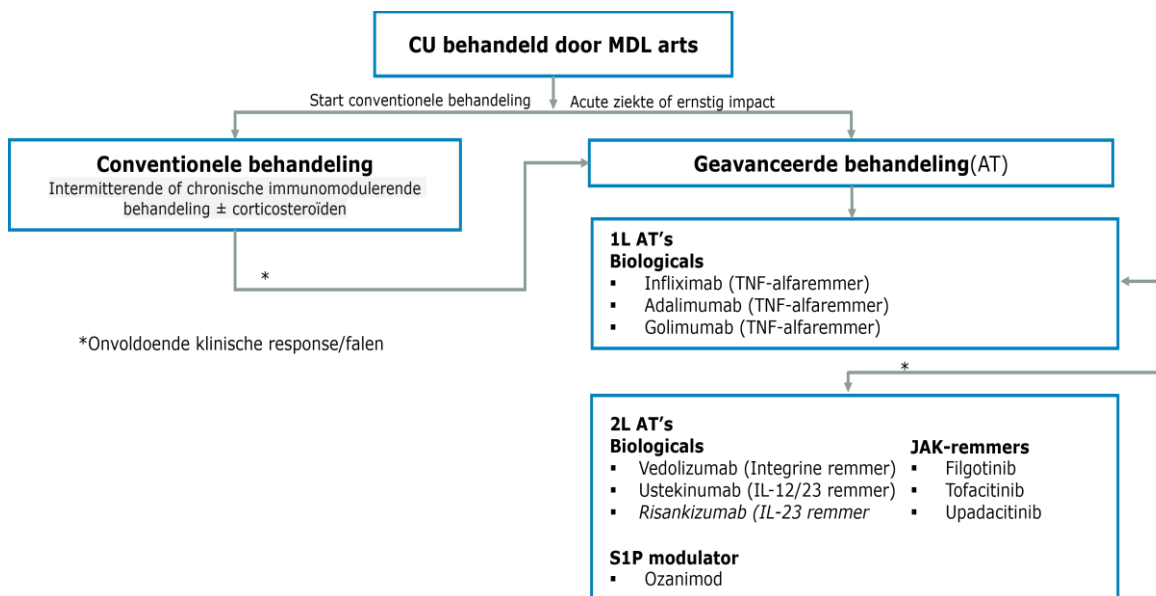 CU behandeld door MDL arts
Start conventionele behandeling
Acute ziekte of ernstig impact
Conventionele behandeling
Intermitterende of chronische immunomodulerende
behandeling ± corticosteroïden
Geavanceerde behandeling(AT)
*
*Onvoldoende klinische response/falen
1L AT’s
Biologicals
▪ Infliximab (TNF-alfaremmer)
▪ Adalimumab (TNF-alfaremmer)
▪ Golimumab (TNF-alfaremmer)
*
2L AT’s
Biologicals
▪ Vedolizumab (Integrine remmer)
▪ Ustekinumab (IL-12/23 remmer)
▪ Risankizumab (IL-23 remmer
JAK-remmers
▪ Filgotinib
▪ Tofacitinib
▪ Upadacitinib
S1P modulator
▪ Ozanimod